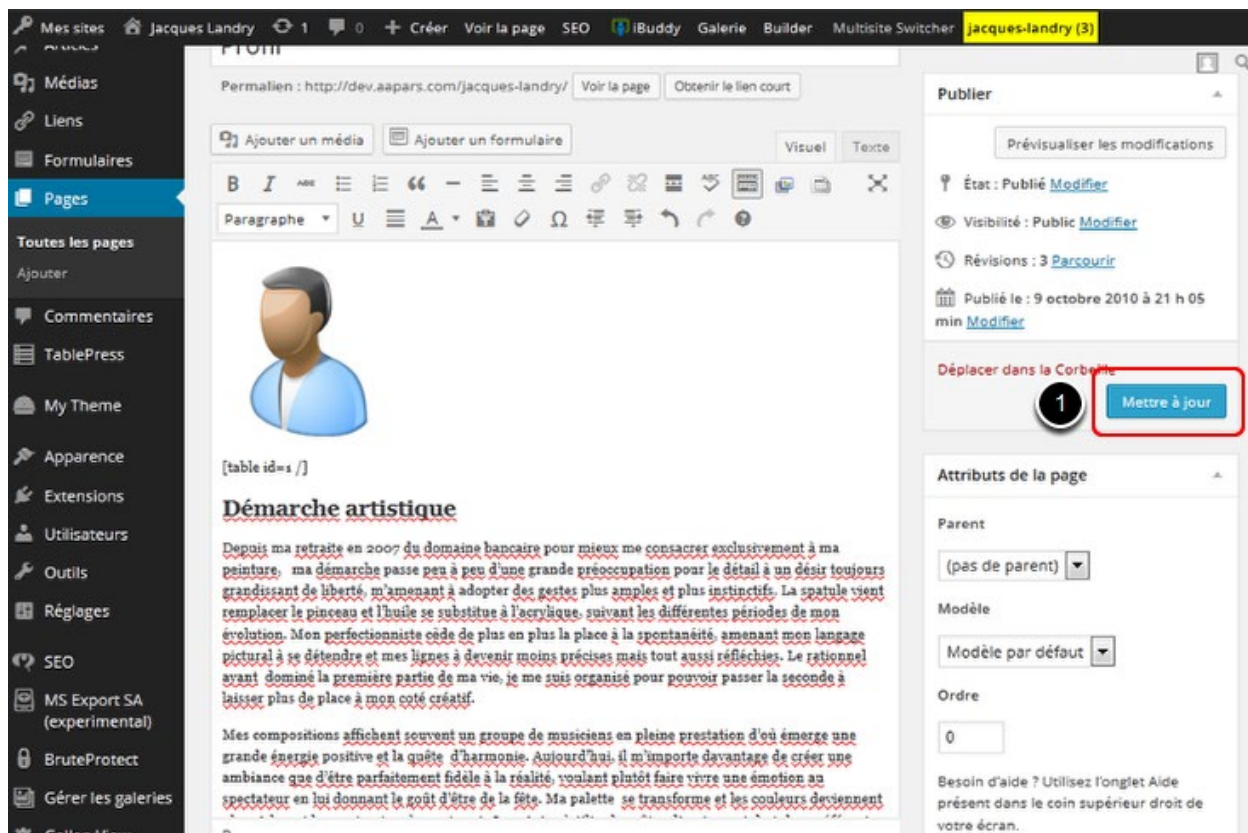 Mes sites Jacques Landry 1 0 + Créer Voir la page SEO iBuddy Galerie Builder Multisite Switcher jacques-landry (3)
Articles
Médias
Liens
Formulaires
Pages
Toutes les pages
Ajouter
Commentaires
TablePress
My Theme
Apparence
Extensions
Utilisateurs
Outils
Réglages
SEO
MS Export SA
(experimental)
BruteProtect
Gérer les galeries
Profil
Permalien : http://dev.aapars.com/jacques-landry/ Voir la page Obtenir le lien court
Ajouter un média Ajouter un formulaire
Visuel Texte
B I ABC
Paragraphe U A Ω
[table id=1 /]
Démarche artistique
Depuis ma retraite en 2007 du domaine bancaire pour mieux me consacrer exclusivement à ma
peinture, ma démarche passe peu à peu d'une grande préoccupation pour le détail à un désir toujours
grandissant de liberté, m'amenant à adopter des gestes plus amples et plus instinctifs. La spatule vient
remplacer le pinceau et l'huile se substitue à l'acrylique, suivant les différentes périodes de mon
évolution. Mon perfectionniste cède de plus en plus la place à la spontanéité, amenant mon langage
pictural à se détendre et mes lignes à devenir moins précises mais tout aussi réfléchies. Le rationnel
ayant dominé la première partie de ma vie, je me suis organisé pour pouvoir passer la seconde à
laisser plus de place à mon coté créatif.
Mes compositions affichent souvent un groupe de musiciens en pleine prestation d'où émerge une
grande énergie positive et la quête d'harmonie. Aujourd'hui, il m'importe davantage de créer une
ambiance que d'être parfaitement fidèle à la réalité, voulant plutôt faire vivre une émotion au
spectateur en lui donnant le goût d'être de la fête. Ma palette se transforme et les couleurs deviennent
Publier
Prévisualiser les modifications
État : Publié Modifier
Visibilité : Public Modifier
Révisions : 3 Parcourir
Publié le : 9 octobre 2010 à 21 h 05
min Modifier
Déplacer dans la Corbeille
1 Mettre à jour
Attributs de la page
Parent
(pas de parent)
Modèle
Modèle par défaut
Ordre
0
Besoin d'aide ? Utilisez l'onglet Aide
présent dans le coin supérieur droit de
votre écran.